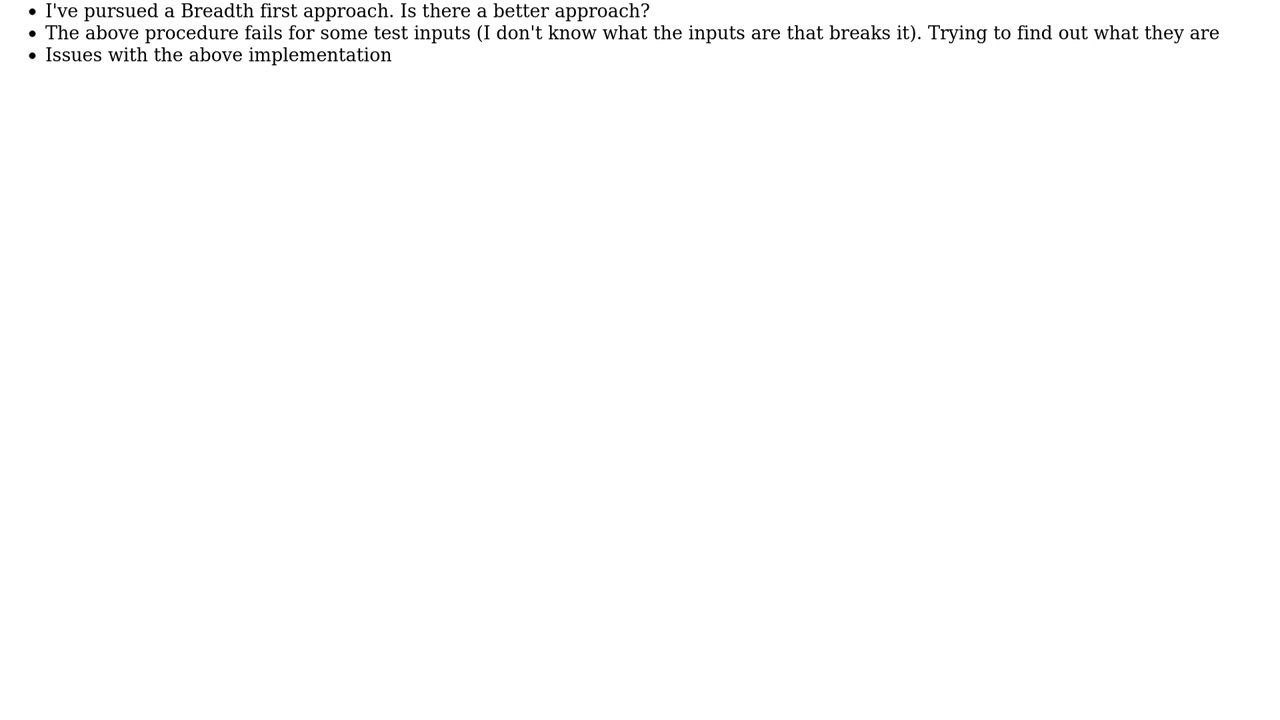 • I've pursued a Breadth first approach. Is there a better approach?
• The above procedure fails for some test inputs (I don't know what the inputs are that breaks it). Trying to find out what they are
• Issues with the above implementation